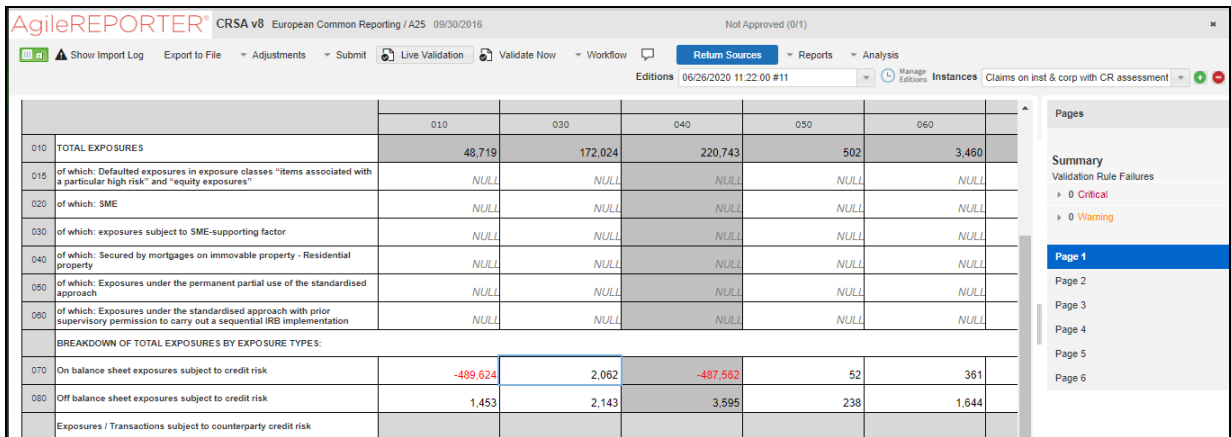 AgileREPORTER® CRSA v8 European Common Reporting / A25 09/30/2016 Not Approved (0/1)
Show Import Log Export to File Adjustments Submit Live Validation Validate Now Workflow Return Sources Reports Analysis
Editions 06/26/2020 11:22:00 #11 Manage Editions Instances Claims on inst & corp with CR assessment
010 030 040 050 060
010 TOTAL EXPOSURES 48,719 172,024 220,743 502 3,460
015 of which: Defaulted exposures in exposure classes “items associated with
a particular high risk” and “equity exposures” NULL NULL NULL NULL NULL
020 of which: SME NULL NULL NULL NULL NULL
030 of which: exposures subject to SME-supporting factor NULL NULL NULL NULL NULL
040 of which: Secured by mortgages on immovable property - Residential
property NULL NULL NULL NULL NULL
050 of which: Exposures under the permanent partial use of the standardised
approach NULL NULL NULL NULL NULL
060 of which: Exposures under the standardised approach with prior
supervisory permission to carry out a sequential IRB implementation NULL NULL NULL NULL NULL
BREAKDOWN OF TOTAL EXPOSURES BY EXPOSURE TYPES:
070 On balance sheet exposures subject to credit risk -489,624 2,062 -487,562 52 361
080 Off balance sheet exposures subject to credit risk 1,453 2,143 3,595 238 1,644
Exposures / Transactions subject to counterparty credit risk
Pages
Summary
Validation Rule Failures
0 Critical
0 Warning
Page 1
Page 2
Page 3
Page 4
Page 5
Page 6